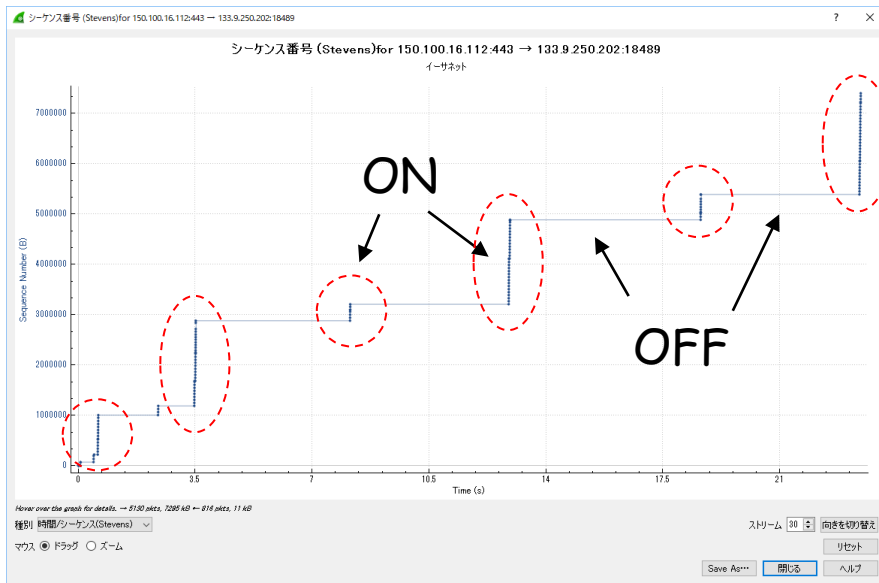 シーケンス番号 (Stevens)for 150.100.16.112:443 → 133.9.250.202:18489
? ×
シーケンス番号 (Stevens)for 150.100.16.112:443 → 133.9.250.202:18489
イーサネット
7000000
6000000
5000000
4000000
3000000
2000000
1000000
0
Sequence Number (B)
ON
OFF
0 3.5 7 10.5 14 17.5 21
Time (s)
Hover over the graph for details. → 5130 pkts, 7285 kB ← 816 pkts, 11 kB
種別 時間/シーケンス(Stevens)
ストリーム 30 向きを切り替え
マウス ドラッグ ズーム
リセット
Save As… 閉じる ヘルプ